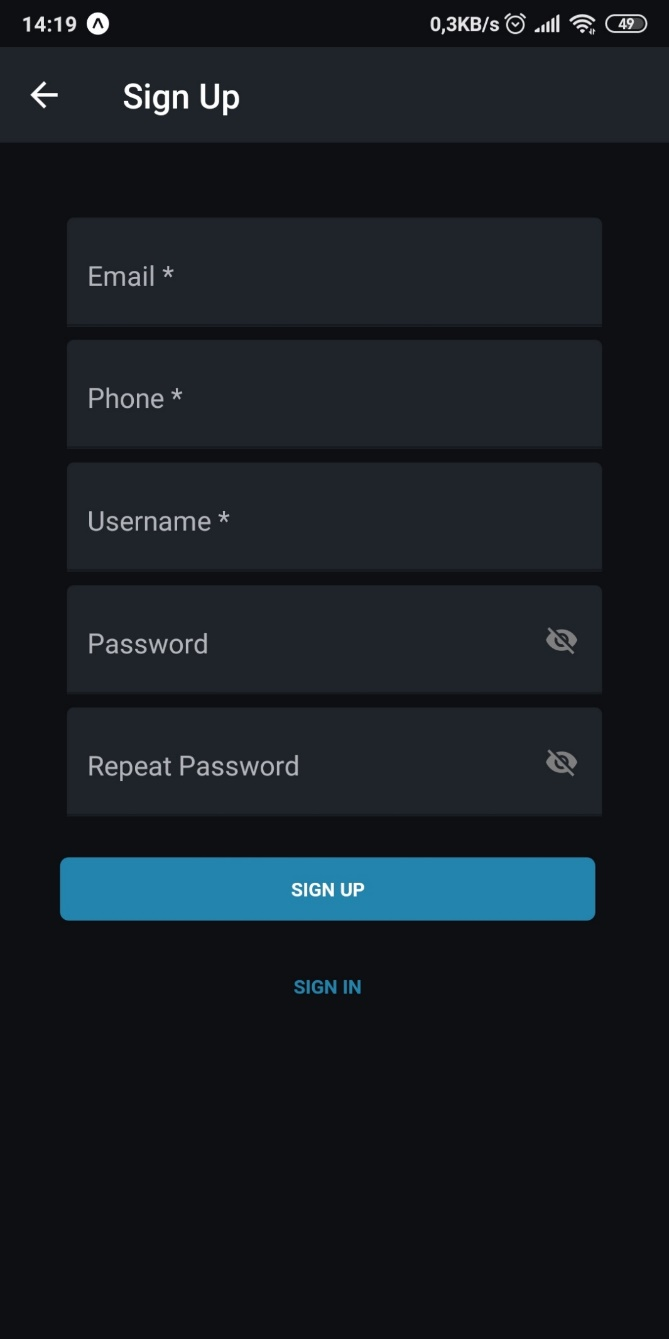 14:19 0,3KB/s 49
Sign Up
Email *
Phone *
Username *
Password
Repeat Password
SIGN UP
SIGN IN